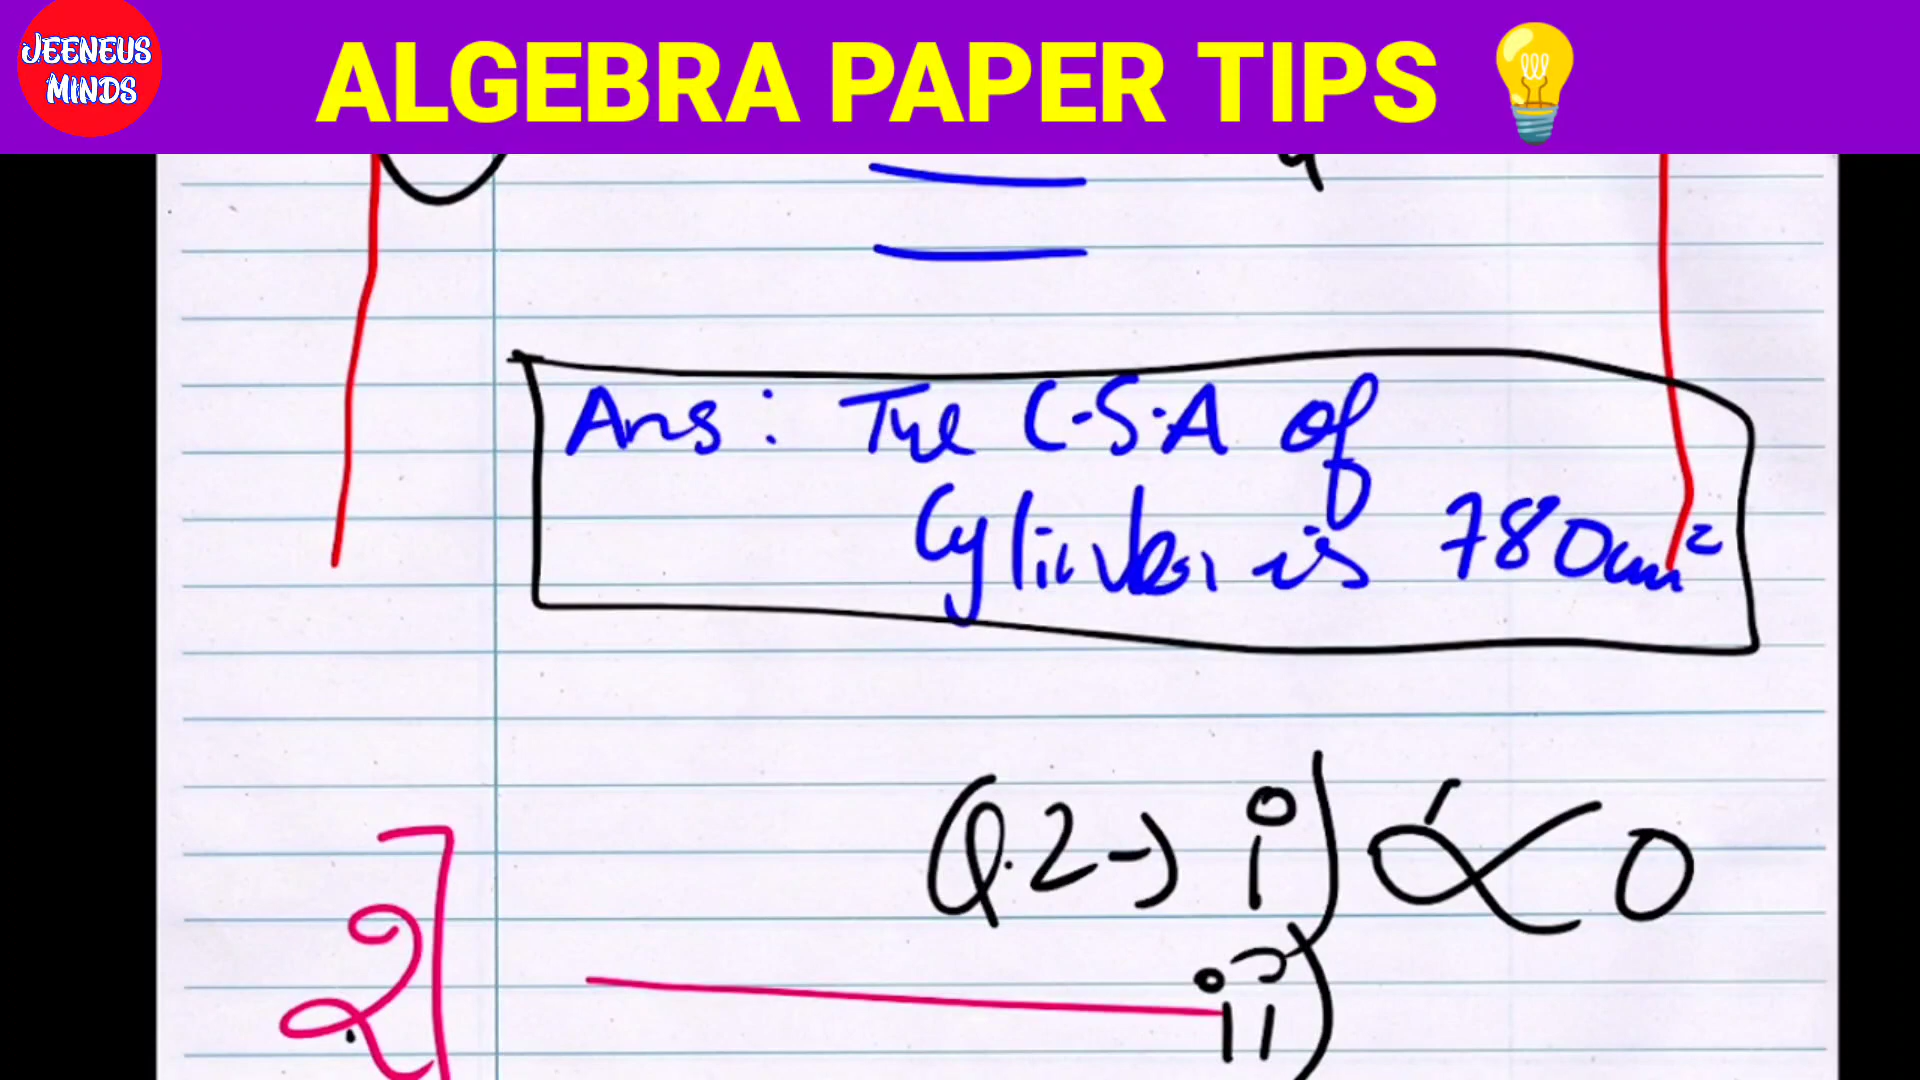 JEENEUS
MINDS
ALGEBRA PAPER TIPS
Ans: The C.S.A of
Cylinder is 780cm²
Q.2→ i) ∝ 0
ii)
2]